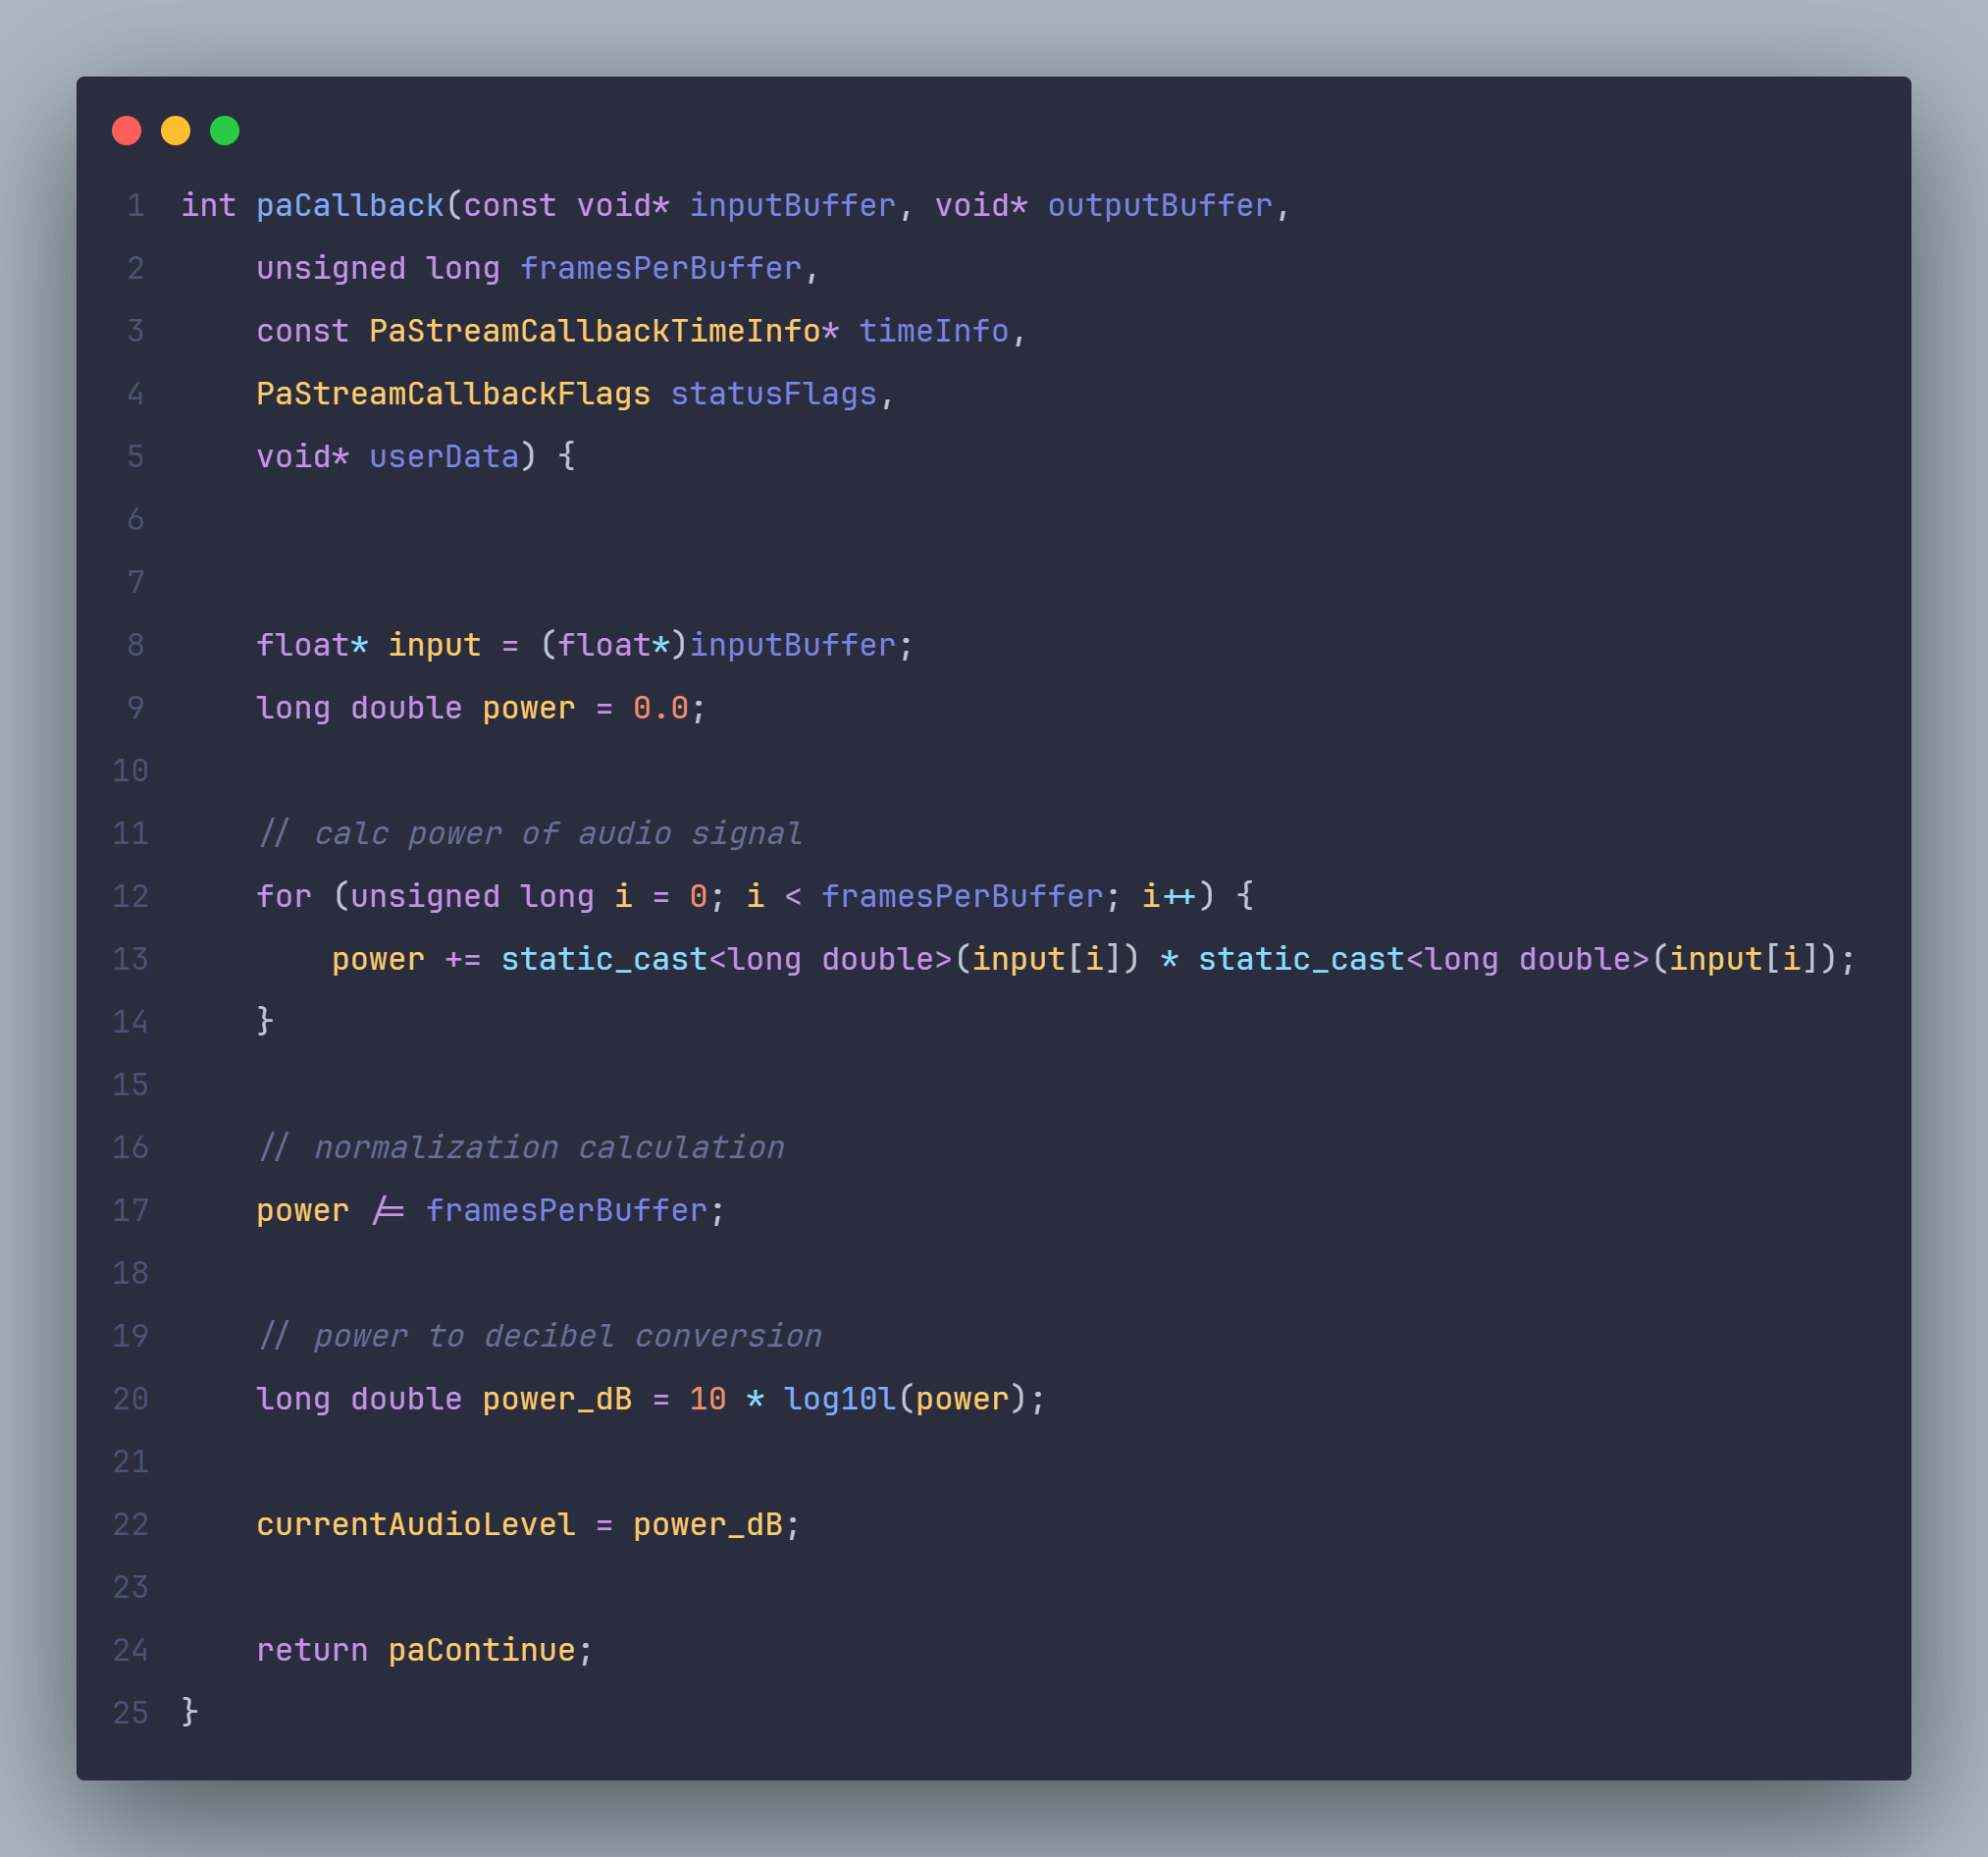 1 int paCallback(const void* inputBuffer, void* outputBuffer,
2     unsigned long framesPerBuffer,
3     const PaStreamCallbackTimeInfo* timeInfo,
4     PaStreamCallbackFlags statusFlags,
5     void* userData) {
6
7
8     float* input = (float*)inputBuffer;
9     long double power = 0.0;
10
11     // calc power of audio signal
12     for (unsigned long i = 0; i < framesPerBuffer; i++) {
13         power += static_cast<long double>(input[i]) * static_cast<long double>(input[i]);
14     }
15
16     // normalization calculation
17     power /= framesPerBuffer;
18
19     // power to decibel conversion
20     long double power_dB = 10 * log10l(power);
21
22     currentAudioLevel = power_dB;
23
24     return paContinue;
25 }